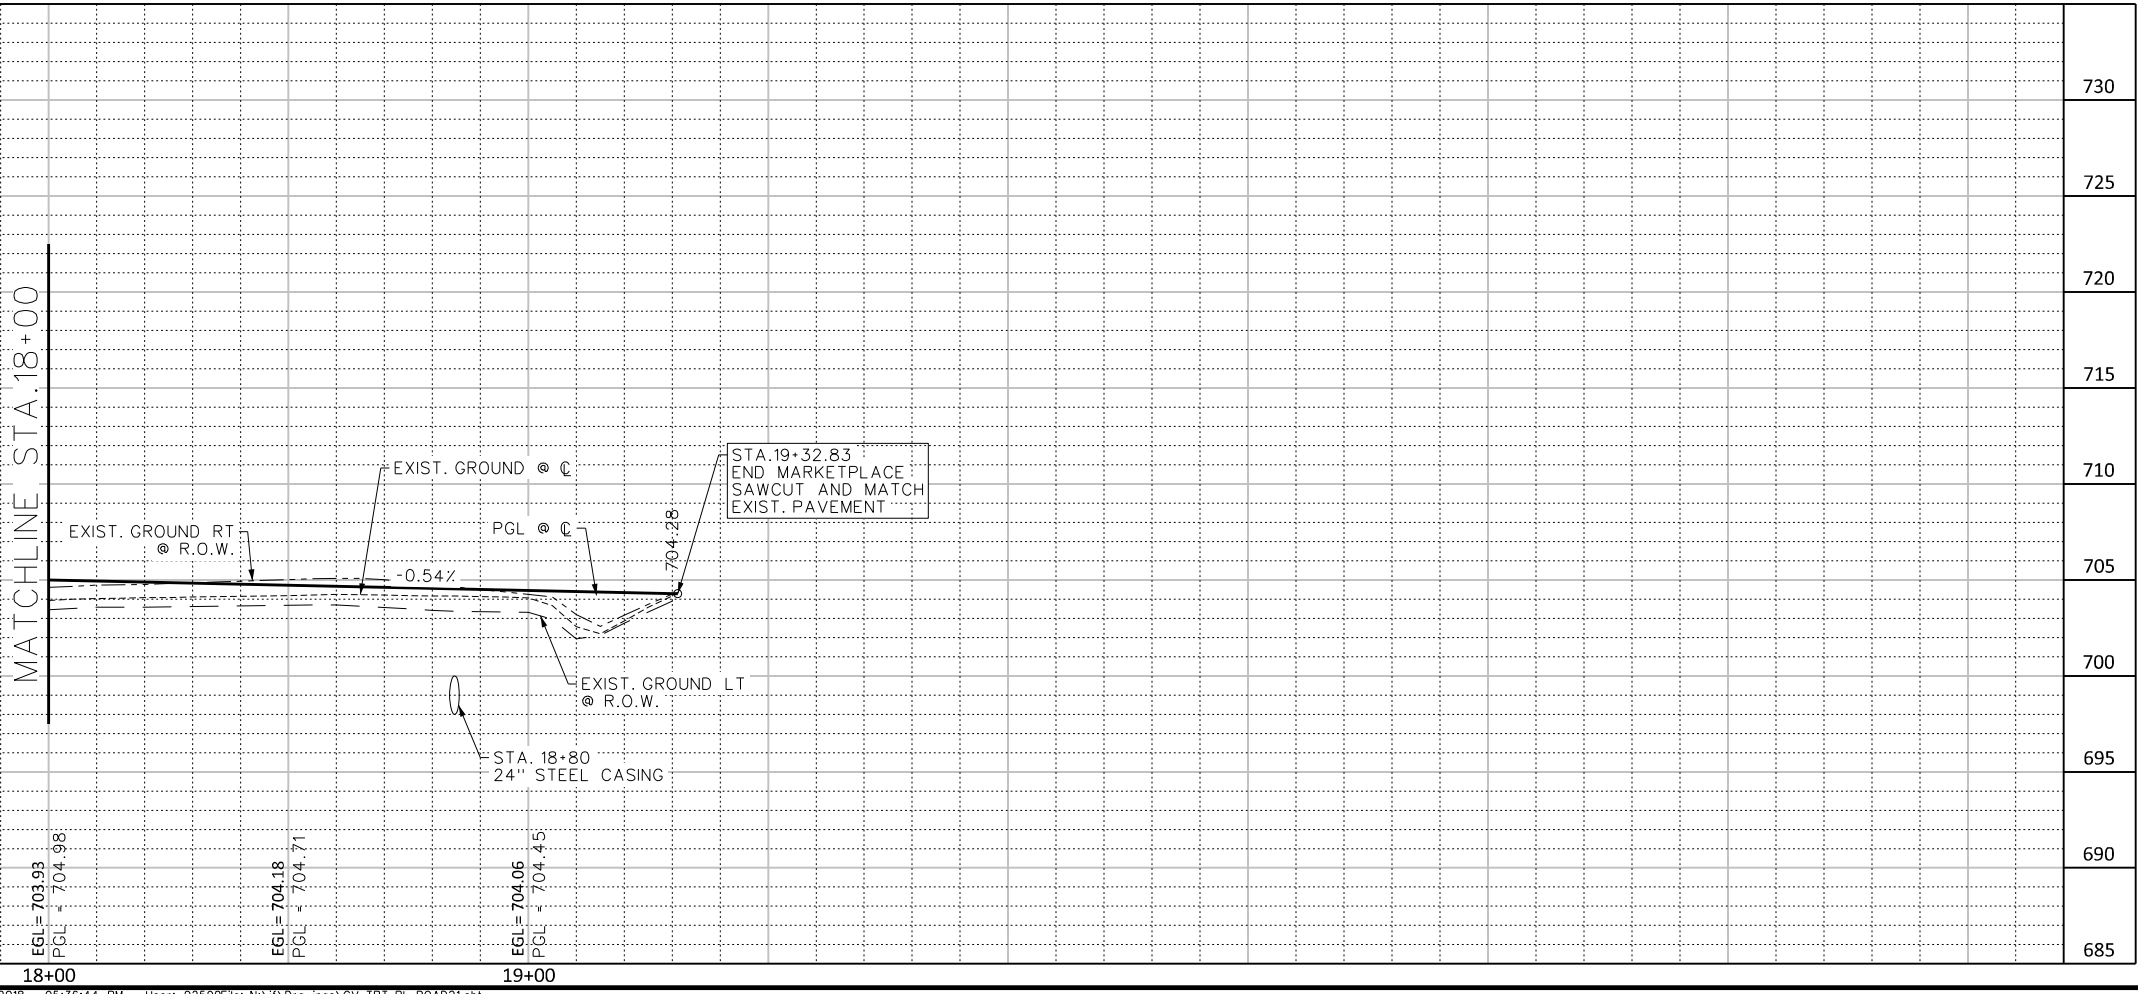 730
725
720
715
710
705
700
695
690
685
MATCHLINE STA.18+00
EXIST. GROUND RT
@ R.O.W.
EXIST. GROUND @ ℄
-0.54%
PGL @ ℄
704.28
STA.19+32.83
END MARKETPLACE
SAWCUT AND MATCH
EXIST. PAVEMENT
EXIST. GROUND LT
@ R.O.W.
STA. 18+80
24" STEEL CASING
EGL = 703.93
PGL = 704.98
EGL = 704.18
PGL = 704.71
EGL = 704.06
PGL = 704.45
18+00
19+00